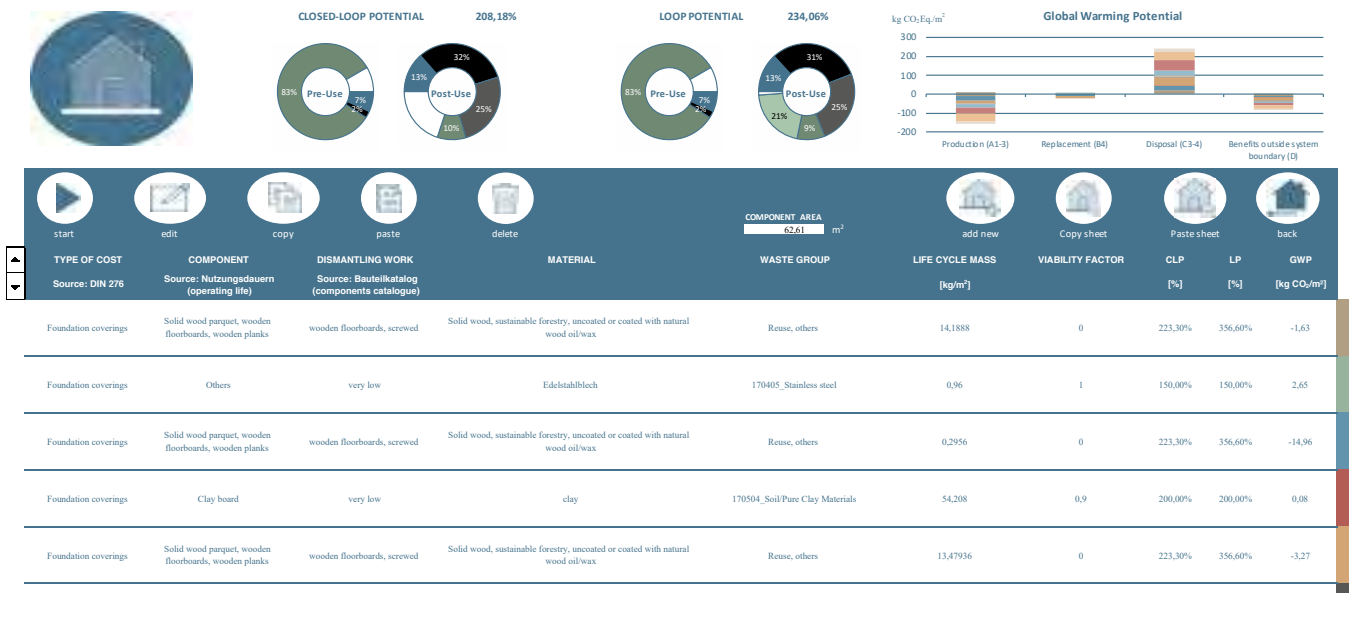 CLOSED-LOOP POTENTIAL 208,18%
LOOP POTENTIAL 234,06%
kg CO2Eq./m2
Global Warming Potential
83%
Pre-Use
7%
2%
32%
13%
Post-Use
25%
10%
83%
Pre-Use
7%
2%
31%
13%
Post-Use
25%
21%
9%
300
200
100
0
-100
-200
Production (A1-3)
Replacement (B4)
Disposal (C3-4)
Benefits outside system
boundary (D)
start
edit
copy
paste
delete
COMPONENT AREA
62,61 m2
add new
Copy sheet
Paste sheet
back
TYPE OF COST COMPONENT DISMANTLING WORK MATERIAL WASTE GROUP LIFE CYCLE MASS VIABILITY FACTOR CLP LP GWP
Source: DIN 276
Source: Nutzungsdauern
(operating life)
Source: Bauteilkatalog
(components catalogue)
[kg/m2]
[%]
[%]
[kg CO2/m2]
Foundation coverings
Solid wood parquet, wooden
floorboards, wooden planks
wooden floorboards, screwed
Solid wood, sustainable forestry, uncoated or coated with natural
wood oil/wax
Reuse, others
14,1888
0
223,30%
356,60%
-1,63
Foundation coverings
Others
very low
Edelstahlblech
170405_Stainless steel
0,96
1
150,00%
150,00%
2,65
Foundation coverings
Solid wood parquet, wooden
floorboards, wooden planks
wooden floorboards, screwed
Solid wood, sustainable forestry, uncoated or coated with natural
wood oil/wax
Reuse, others
0,2956
0
223,30%
356,60%
-14,96
Foundation coverings
Clay board
very low
clay
170504_Soil/Pure Clay Materials
54,208
0,9
200,00%
200,00%
0,08
Foundation coverings
Solid wood parquet, wooden
floorboards, wooden planks
wooden floorboards, screwed
Solid wood, sustainable forestry, uncoated or coated with natural
wood oil/wax
Reuse, others
13,47936
0
223,30%
356,60%
-3,27